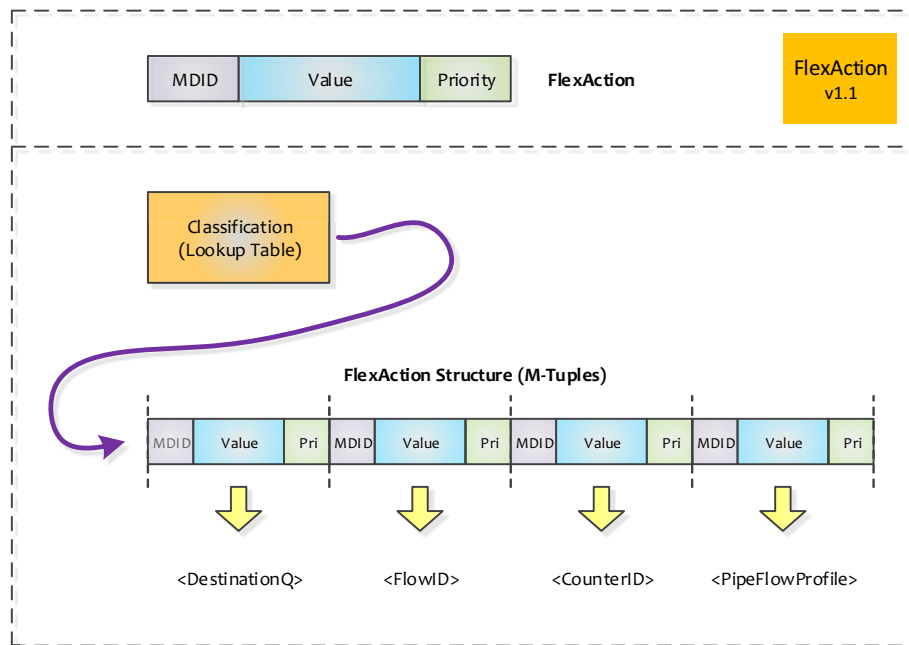 MDID Value Priority FlexAction
FlexAction
v1.1
Classification
(Lookup Table)
FlexAction Structure (M-Tuples)
MDID Value Pri MDID Value Pri MDID Value Pri MDID Value Pri
<DestinationQ> <FlowID> <CounterID> <PipeFlowProfile>